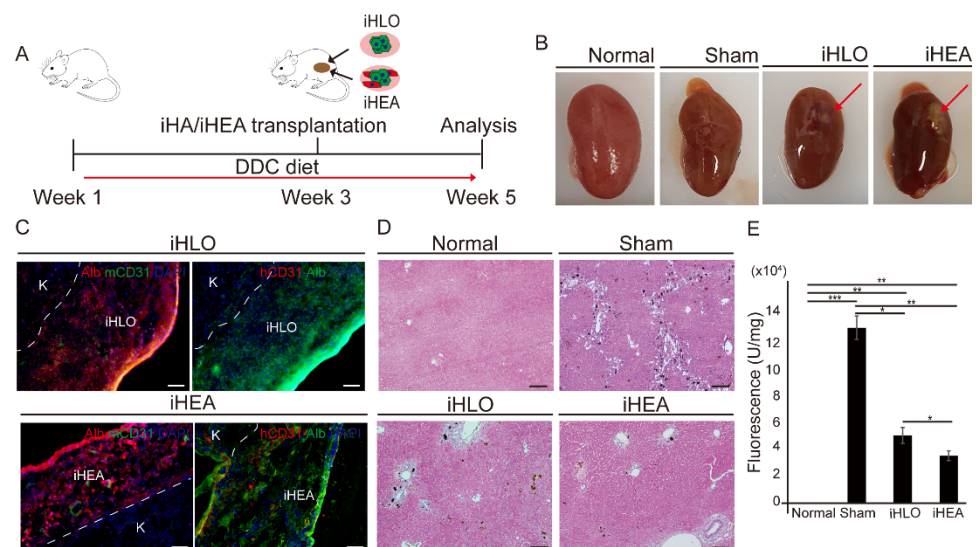 A
iHLO
iHEA
iHA/iHEA transplantation
Analysis
DDC diet
Week 1
Week 3
Week 5
B
Normal
Sham
iHLO
iHEA
C
iHLO
Alb mCD31 DAPI
K
iHLO
hCD31 Alb DAPI
K
iHLO
iHEA
Alb mCD31 DAPI
iHEA
K
hCD31 Alb DAPI
K
iHEA
D
Normal
Sham
iHLO
iHEA
E
(x10⁴)
**
**
***
**
*
*
Fluorescence (U/mg)
14
12
10
8
6
4
2
0
Normal Sham iHLO iHEA